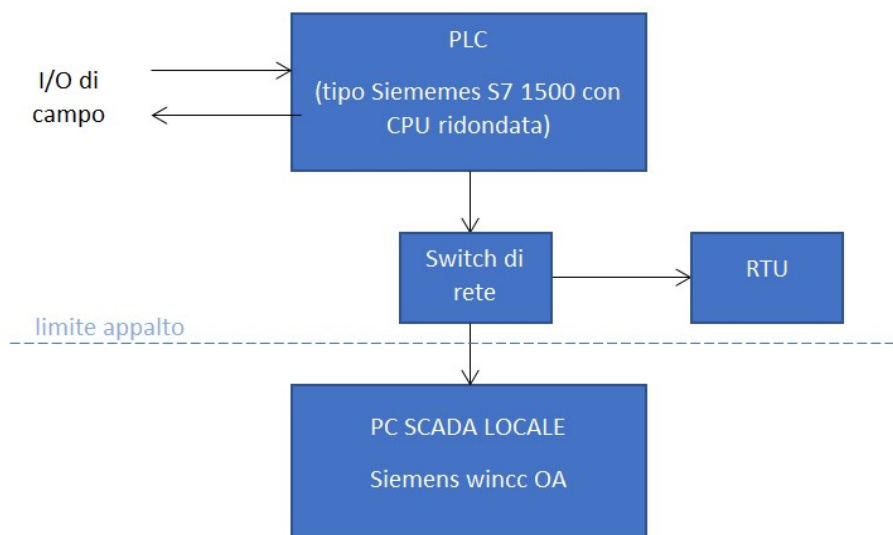 PLC
I/O di
campo
(tipo Siememes S7 1500 con
CPU ridondata)
Switch di
rete
RTU
limite appalto
PC SCADA LOCALE
Siemens wincc OA